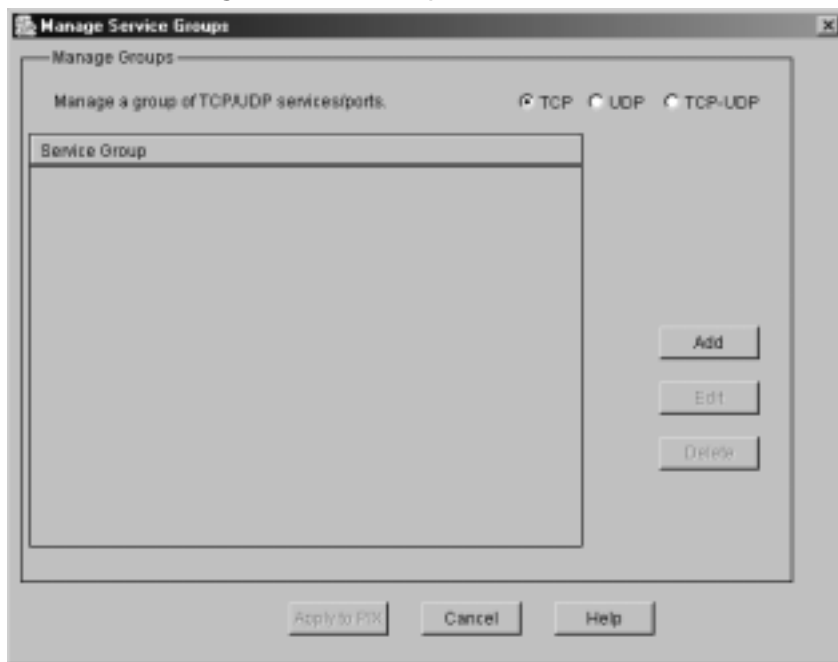 Manage Service Groups
Manage Groups
Manage a group of TCP/UDP services/ports.
TCP UDP TCP-UDP
Service Group
Add
Edit
Delete
Apply to PIX Cancel Help